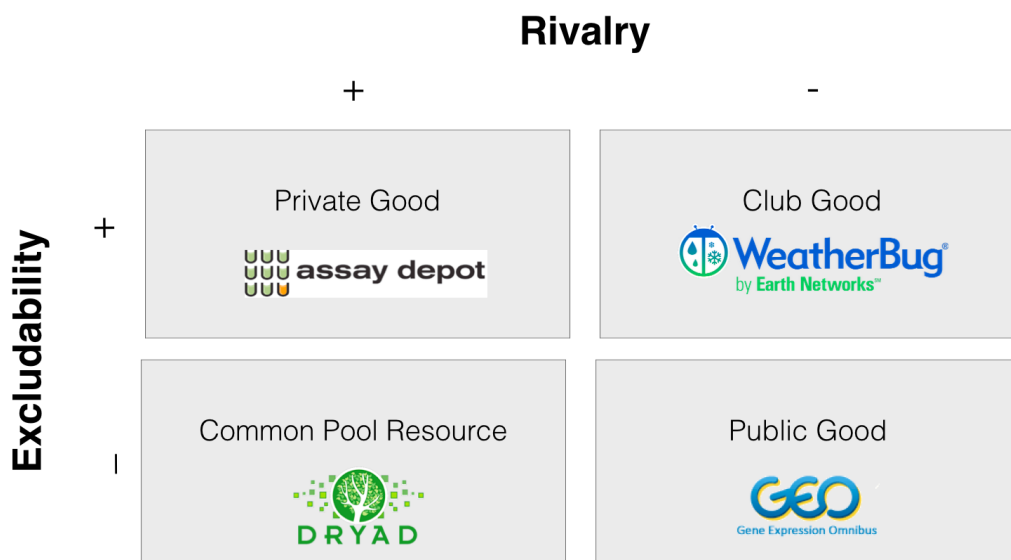 Rivalry
+ -
Excludability
+
Private Good
assay depot
Club Good
WeatherBug®
by Earth Networks℠
-
Common Pool Resource
DRYAD
Public Good
GEO
Gene Expression Omnibus